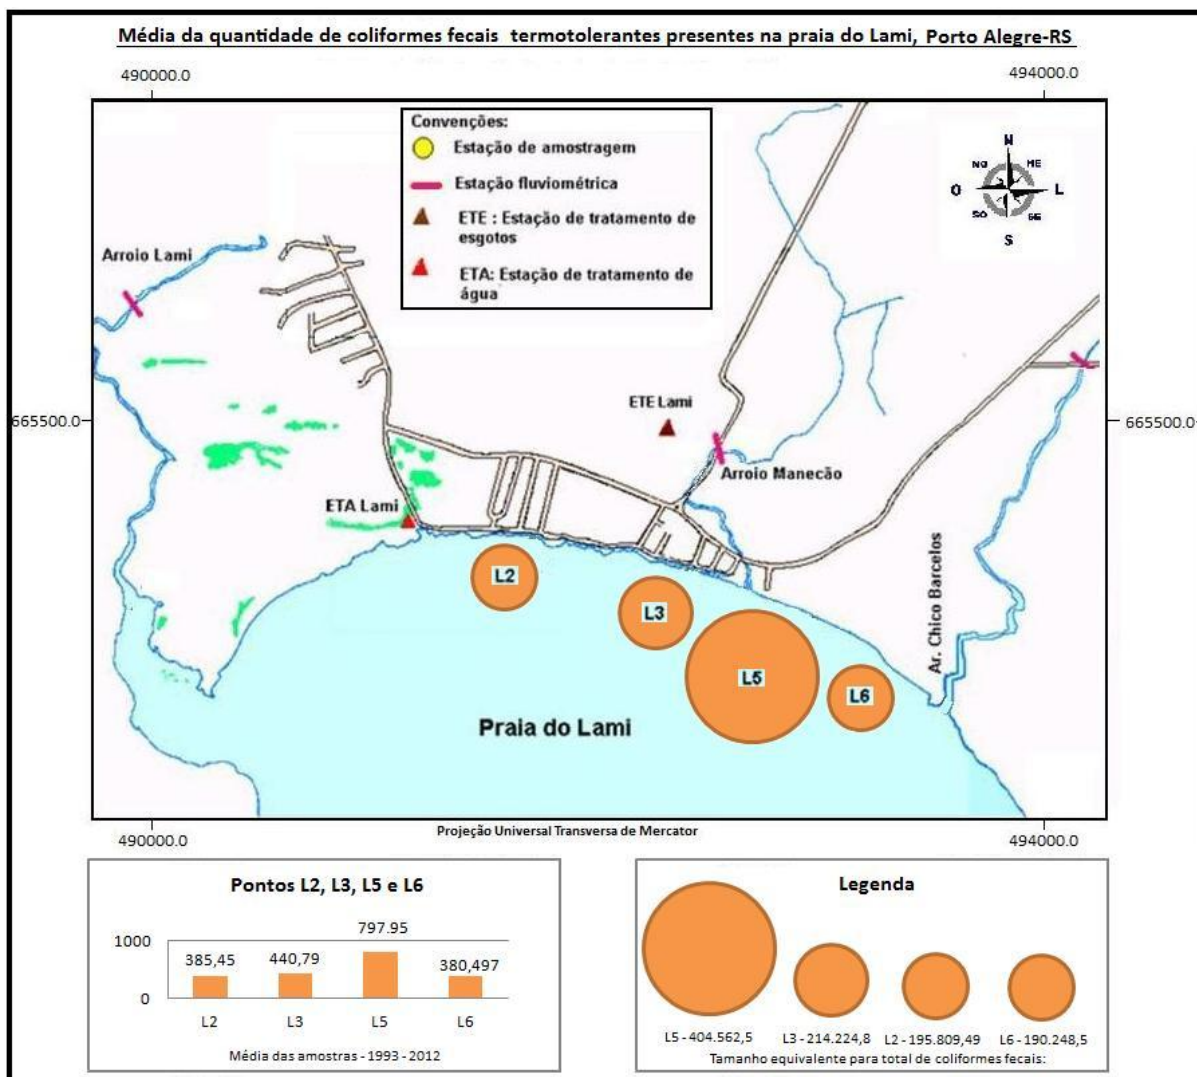 Média da quantidade de coliformes fecais termotolerantes presentes na praia do Lami, Porto Alegre-RS
490000.0
494000.0
Convenções:
Estação de amostragem
Estação fluviométrica
ETE : Estação de tratamento de
esgotos
ETA: Estação de tratamento de
água
N
NO
NE
O
L
SO
SE
S
Arroio Lami
ETE Lami
665500.0
665500.0
Arroio Manecão
ETA Lami
Ar. Chico Barcelos
L2
L3
L5
L6
Praia do Lami
Projeção Universal Transversa de Mercator
490000.0
494000.0
Pontos L2, L3, L5 e L6
797.95
1000
385,45
440,79
380,497
0
L2
L3
L5
L6
Média das amostras - 1993 - 2012
Legenda
L5 - 404.562,5
L3 - 214.224,8
L2 - 195.809,49
L6 - 190.248,5
Tamanho equivalente para total de coliformes fecais: